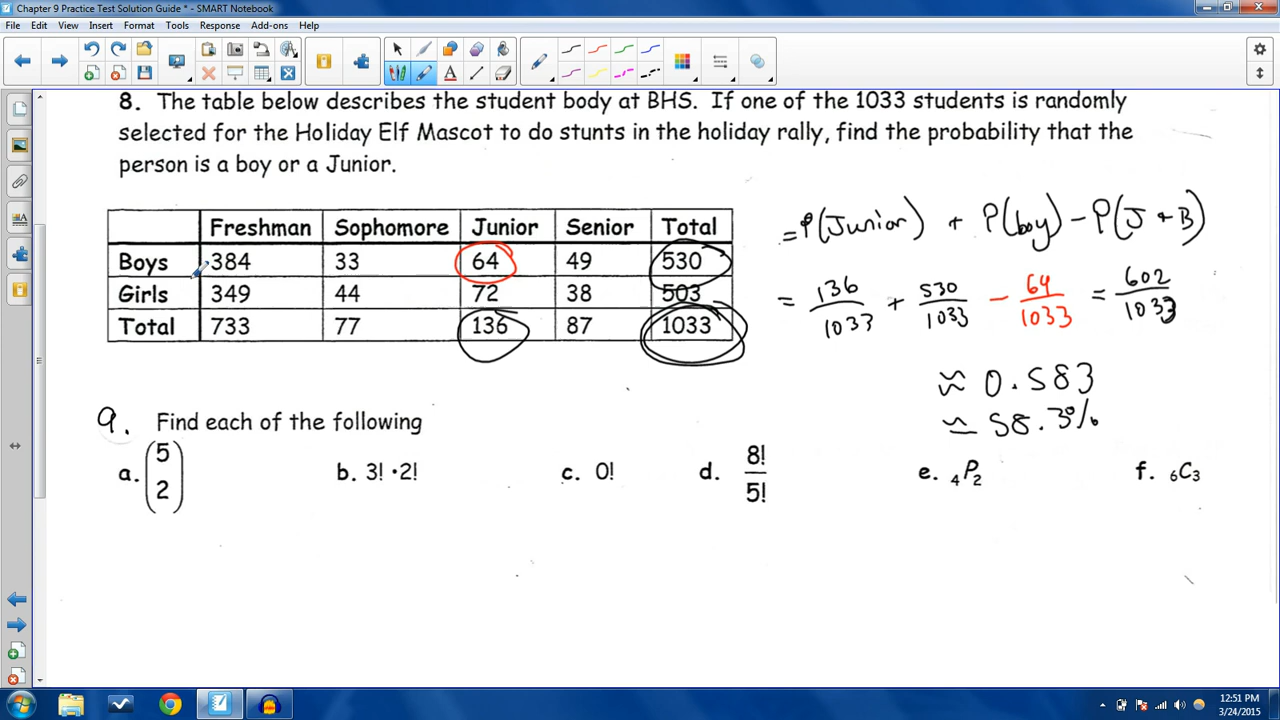 Chapter 9 Practice Test Solution Guide * - SMART Notebook
File Edit View Insert Format Tools Response Add-ons Help
8. The table below describes the student body at BHS. If one of the 1033 students is randomly
selected for the Holiday Elf Mascot to do stunts in the holiday rally, find the probability that the
person is a boy or a Junior.
Freshman Sophomore Junior Senior Total
Boys 384 33 64 49 530
Girls 349 44 72 38 503
Total 733 77 136 87 1033
= P(Junior) + P(boy) - P(J + B)
= 136/1033 + 530/1033 - 64/1033 = 602/1033
≈ 0.583
≃ 58.3%
9. Find each of the following
a. (5 2) b. 3! · 2! c. 0! d. 8!/5! e. ₄P₂ f. ₆C₃
12:51 PM
3/24/2015